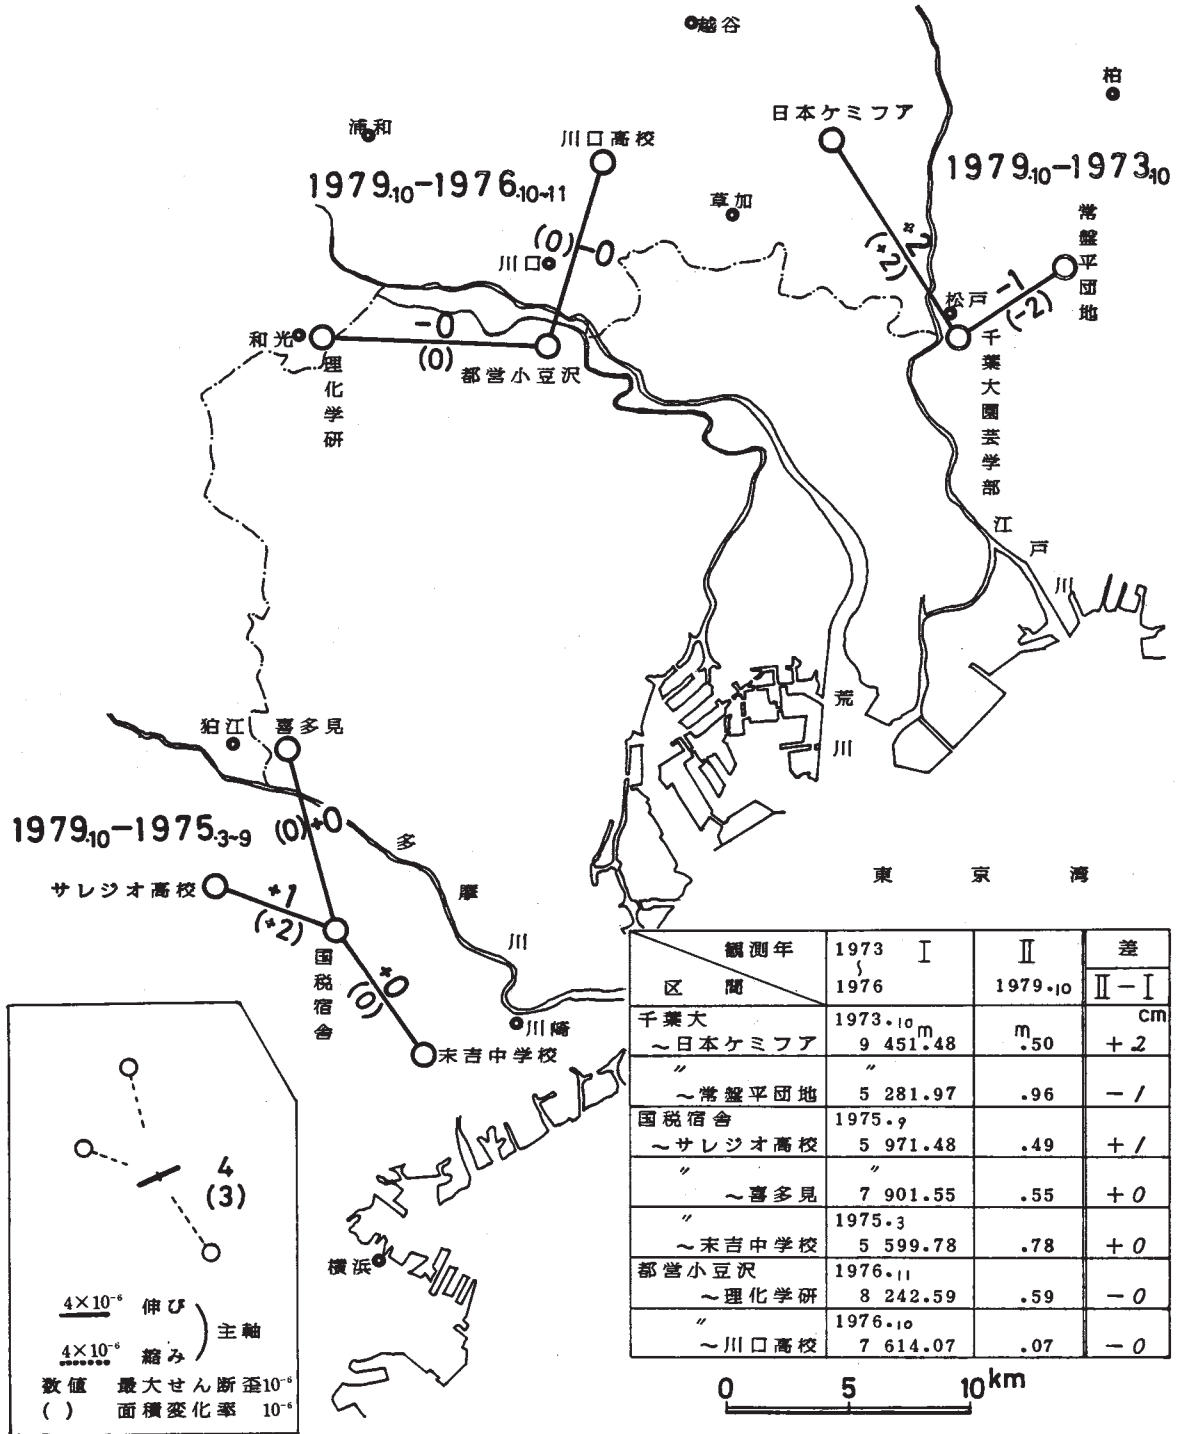 越谷
柏
日本ケミフア
浦和
川口高校
1979.10-1976.10~11
1979.10-1973.10
草加
常盤平団地
(0) -0
川口
+2
(+2)
-1
(-2)
松戸
和光
-0
(0)
理化学研
都営小豆沢
千葉大園芸学部
江戸川
荒川
狛江
喜多見
1979.10-1975.3~9
(0) +0
多摩川
サレジオ高校
+1
(+2)
東京湾
国税宿舎
+0
(0)
川崎
末吉中学校
横浜
観測年 1973 I II 差
〜
区間 1976 1979.10 II-I
千葉大 1973.10 m m cm
～日本ケミフア 9 451.48 .50 +2
〃 〃
～常盤平団地 5 281.97 .96 -1
国税宿舎 1975.9
～サレジオ高校 5 971.48 .49 +1
〃 〃
～喜多見 7 901.55 .55 +0
〃 1975.3
～末吉中学校 5 599.78 .78 +0
都営小豆沢 1976.11
～理化学研 8 242.59 .59 -0
〃 1976.10
～川口高校 7 614.07 .07 -0
4
(3)
4×10⁻⁶ 伸び
主軸
4×10⁻⁶ 縮み
数値 最大せん断歪10⁻⁶
( ) 面積変化率 10⁻⁶
0 5 10km